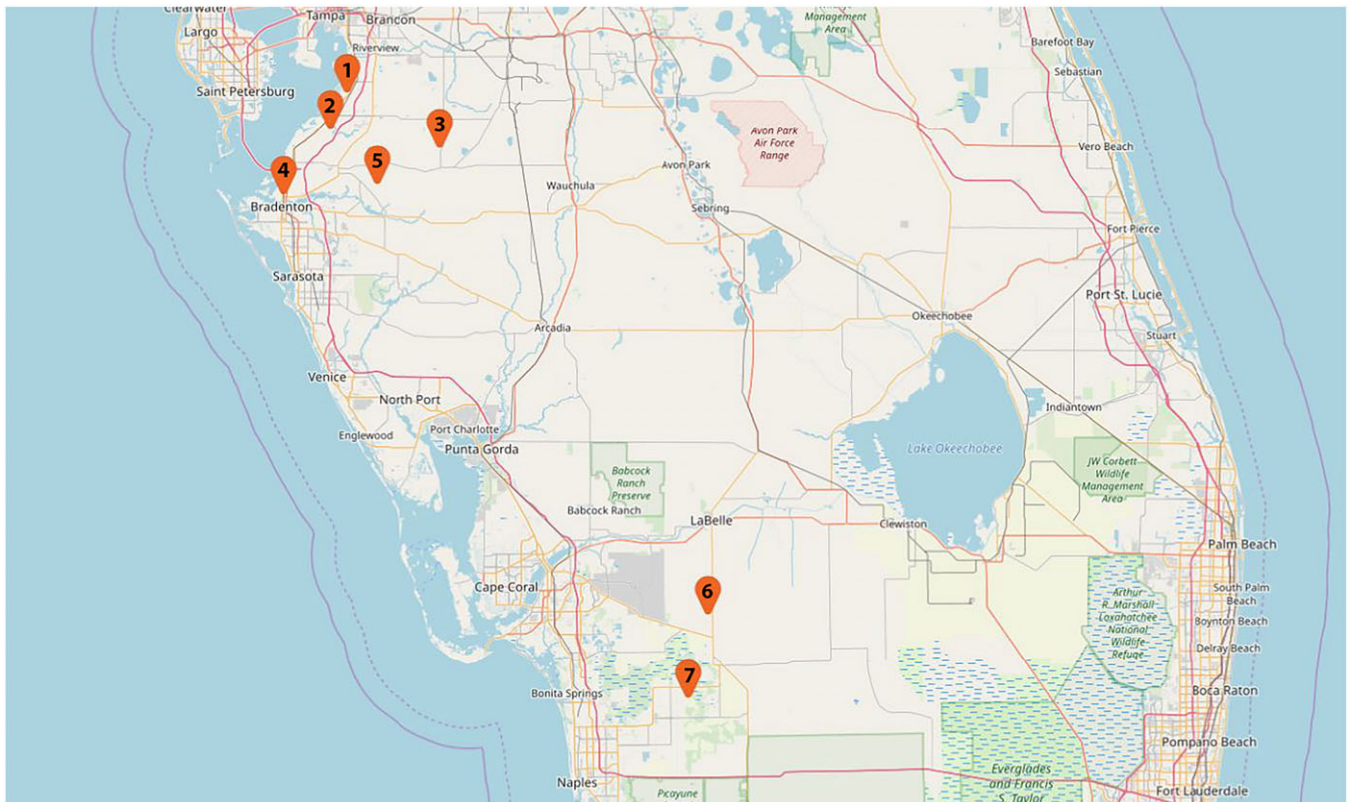 Clearwater
Tampa
Brancon
Management
Area
Largo
Riverview
Barefoot Bay
Sebastian
1
Saint Petersburg
2
3
Avon Park
Air Force
Range
Vero Beach
5
4
Avon Park
Wauchula
Bradenton
Sebring
Fort Pierce
Sarasota
Port St. Lucie
Okeechobee
Arcadia
Stuart
Venice
North Port
Indiantown
Port Charlotte
Englewood
Punta Gorda
Lake Okeechobee
JW Corbett
Wildlife
Management
Area
Babcock
Ranch
Preserve
Babcock Ranch
LaBelle
Clewiston
Palm Beach
Cape Coral
6
South Palm
Beach
Arthur
R. Marshall
Loxahatchee
National
Wildlife
Refuge
Boynton Beach
Delray Beach
7
Bonita Springs
Boca Raton
Pompano Beach
Everglades
and Francis
S. Taylor
Naples
Picayune
Fort Lauderdale